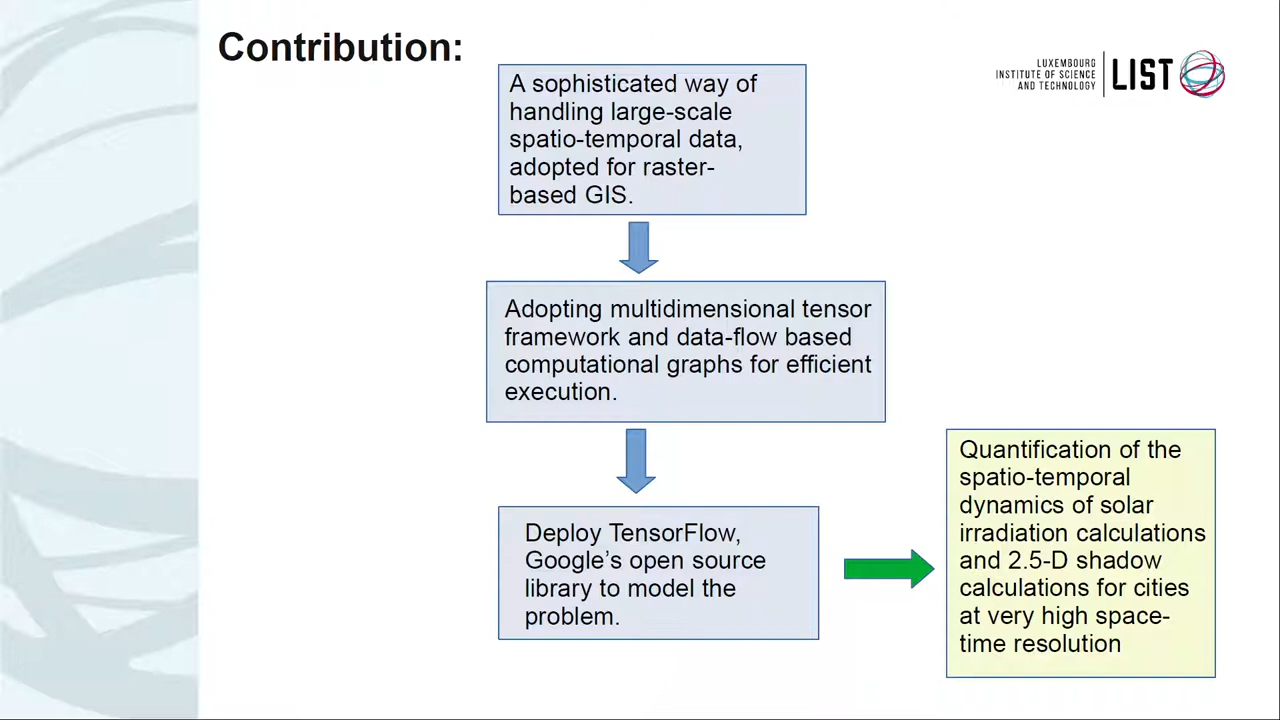 Contribution:
LUXEMBOURG
INSTITUTE OF SCIENCE
AND TECHNOLOGY
LIST
A sophisticated way of
handling large-scale
spatio-temporal data,
adopted for raster-
based GIS.
Adopting multidimensional tensor
framework and data-flow based
computational graphs for efficient
execution.
Deploy TensorFlow,
Google’s open source
library to model the
problem.
Quantification of the
spatio-temporal
dynamics of solar
irradiation calculations
and 2.5-D shadow
calculations for cities
at very high space-
time resolution